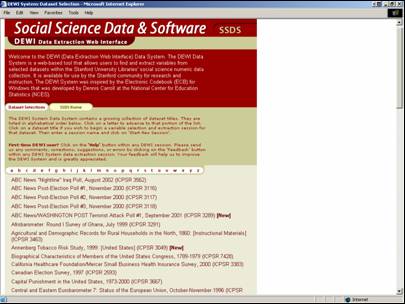 DEWI System: Dataset Selection - Microsoft Internet Explorer
File Edit View Favorites Tools Help
Social Science Data & Software SSDS
DEWI Data Extraction Web Interface
Welcome to the DEWI (Data Extraction Web Interface) Data System. The DEWI Data
System is a web-based tool that allows users to find and extract variables from
selected datasets within the Stanford University Libraries' social science numeric data
collection. It is available for use by the Stanford community for research and
instruction. The DEWI System was inspired by the Electronic Codebook (ECB) for
Windows that was developed by Dennis Carroll at the National Center for Education
Statistics (NCES).
Dataset Selections SSDS Home
The DEWI System Data System contains a growing collection of dataset titles. They are
listed in alphabetical order below. Click on a letter to advance to that portion of the list.
Click on a dataset title if you wish to begin a variable selection and extraction session for
that dataset. Then enter a session name and click on 'Start New Session'.
First-time DEWI user? Click on the 'Help' button within any DEWI session. Please send
us any comments, corrections, suggestions, or errors by clicking on the 'Feedback' button
within any DEWI System data extraction session. Your feedback will help us to improve
the DEWI System and is greatly appreciated.
a b c d e f g h i j k l m n o p q r s t u v w x y z
ABC News "Nightline" Iraq Poll, August 2002 (ICPSR 3562)
ABC News Post-Election Poll #1, November 2000 (ICPSR 3116)
ABC News Post-Election Poll #2, November 2000 (ICPSR 3117)
ABC News Post-Election Poll #3, November 2000 (ICPSR 3118)
ABC News/WASHINGTON POST Terrorist Attack Poll #1, September 2001 (ICPSR 3289) [New]
Afrobarometer: Round I Survey of Ghana, July 1999 (ICPSR 3291)
Agricultural and Demographic Records for Rural Households in the North, 1860: [Instructional Materials]
(ICPSR 3463)
Annenberg Tobacco Risk Study, 1999: [United States] (ICPSR 3049) [New]
Biographical Characteristics of Members of the United States Congress, 1789-1979 (ICPSR 7428)
California Healthcare Foundation/Mercer Small Business Health Insurance Survey, 2000 (ICPSR 3383)
Canadian Election Survey, 1997 (ICPSR 2593)
Capital Punishment in the United States, 1973-2000 (ICPSR 3667)
Central and Eastern Eurobarometer 7: Status of the European Union, October-November 1996 (ICPSR
Internet